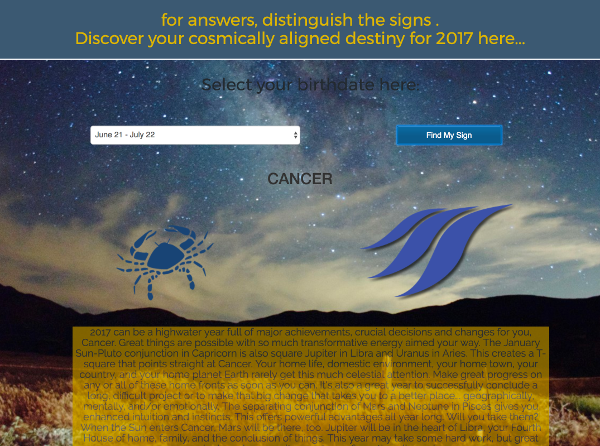 for answers, distinguish the signs .
Discover your cosmically aligned destiny for 2017 here...
Select your birthdate here:
June 21 - July 22
Find My Sign
CANCER
2017 can be a highwater year full of major achievements, crucial decisions and changes for you,
Cancer. Great things are possible with so much transformative energy aimed your way. The January
Sun-Pluto conjunction in Capricorn is also square Jupiter in Libra and Uranus in Aries. This creates a T-
square that points straight at Cancer. Your home life, domestic environment, your home town, your
country, and your home planet Earth rarely get this much celestial attention. Make great progress on
any or all of these home fronts as soon as you can. It's also a great year to successfully conclude a
long, difficult project or to make that big change that takes you to a better place... geographically,
mentally, and/or emotionally. The separating conjunction of Mars and Neptune in Pisces gives you
enhanced intuition and instincts. This offers powerful advantages all year long. Will you take them?
When the Sun enters Cancer, Mars will be there, too. Jupiter will be in the heart of Libra, your Fourth
House of home, family, and the conclusion of things. This year may take some hard work, but great